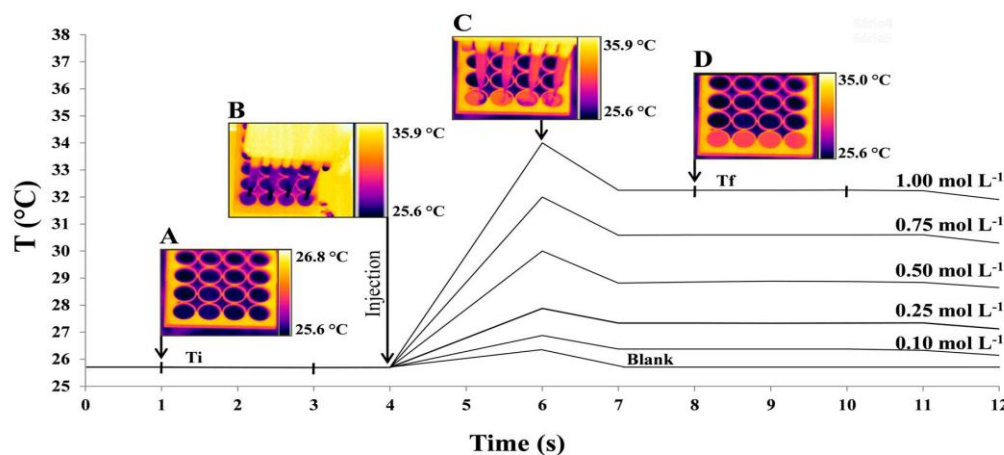 38
37
36
35
34
33
32
31
30
29
28
27
26
25
T (°C)
A
26.8 °C
25.6 °C
Ti
B
35.9 °C
25.6 °C
Injection
C
35.9 °C
25.6 °C
D
35.0 °C
25.6 °C
Tf
1.00 mol L⁻¹
0.75 mol L⁻¹
0.50 mol L⁻¹
0.25 mol L⁻¹
0.10 mol L⁻¹
Blank
0 1 2 3 4 5 6 7 8 9 10 11 12
Time (s)